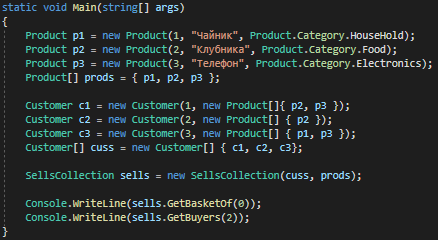 static void Main(string[] args)
{
Product p1 = new Product(1, "Чайник", Product.Category.HouseHold);
Product p2 = new Product(2, "Клубника", Product.Category.Food);
Product p3 = new Product(3, "Телефон", Product.Category.Electronics);
Product[] prods = { p1, p2, p3 };
Customer c1 = new Customer(1, new Product[]{ p2, p3 });
Customer c2 = new Customer(2, new Product[] { p2 });
Customer c3 = new Customer(3, new Product[] { p1, p3 });
Customer[] cuss = new Customer[] { c1, c2, c3};
SellsCollection sells = new SellsCollection(cuss, prods);
Console.WriteLine(sells.GetBasketOf(0));
Console.WriteLine(sells.GetBuyers(2));
}